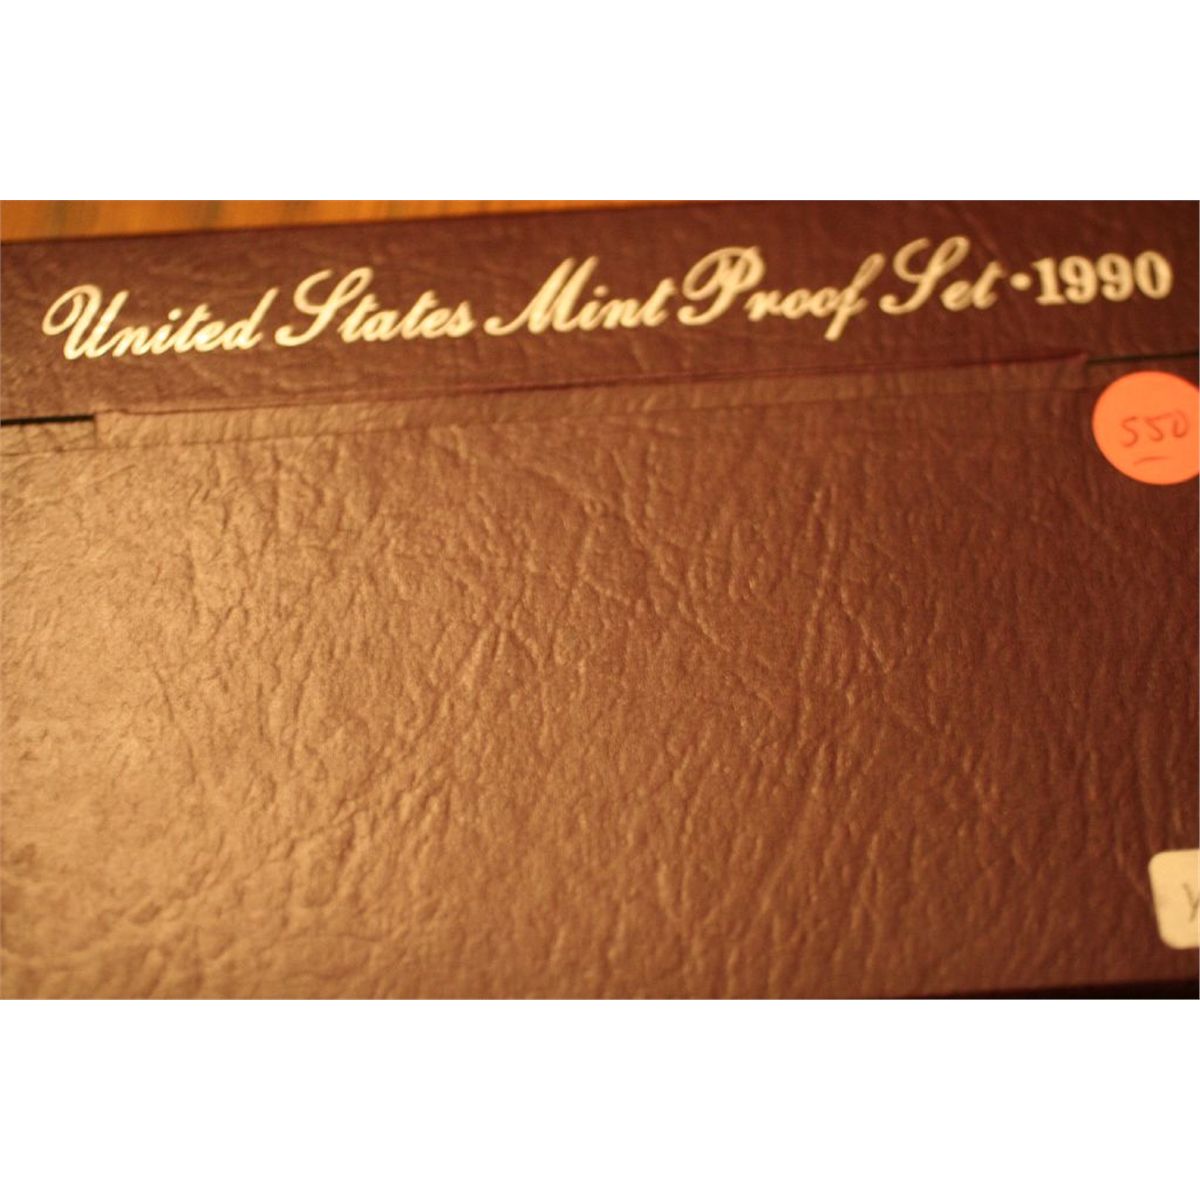 United States Mint Proof Set · 1990
550